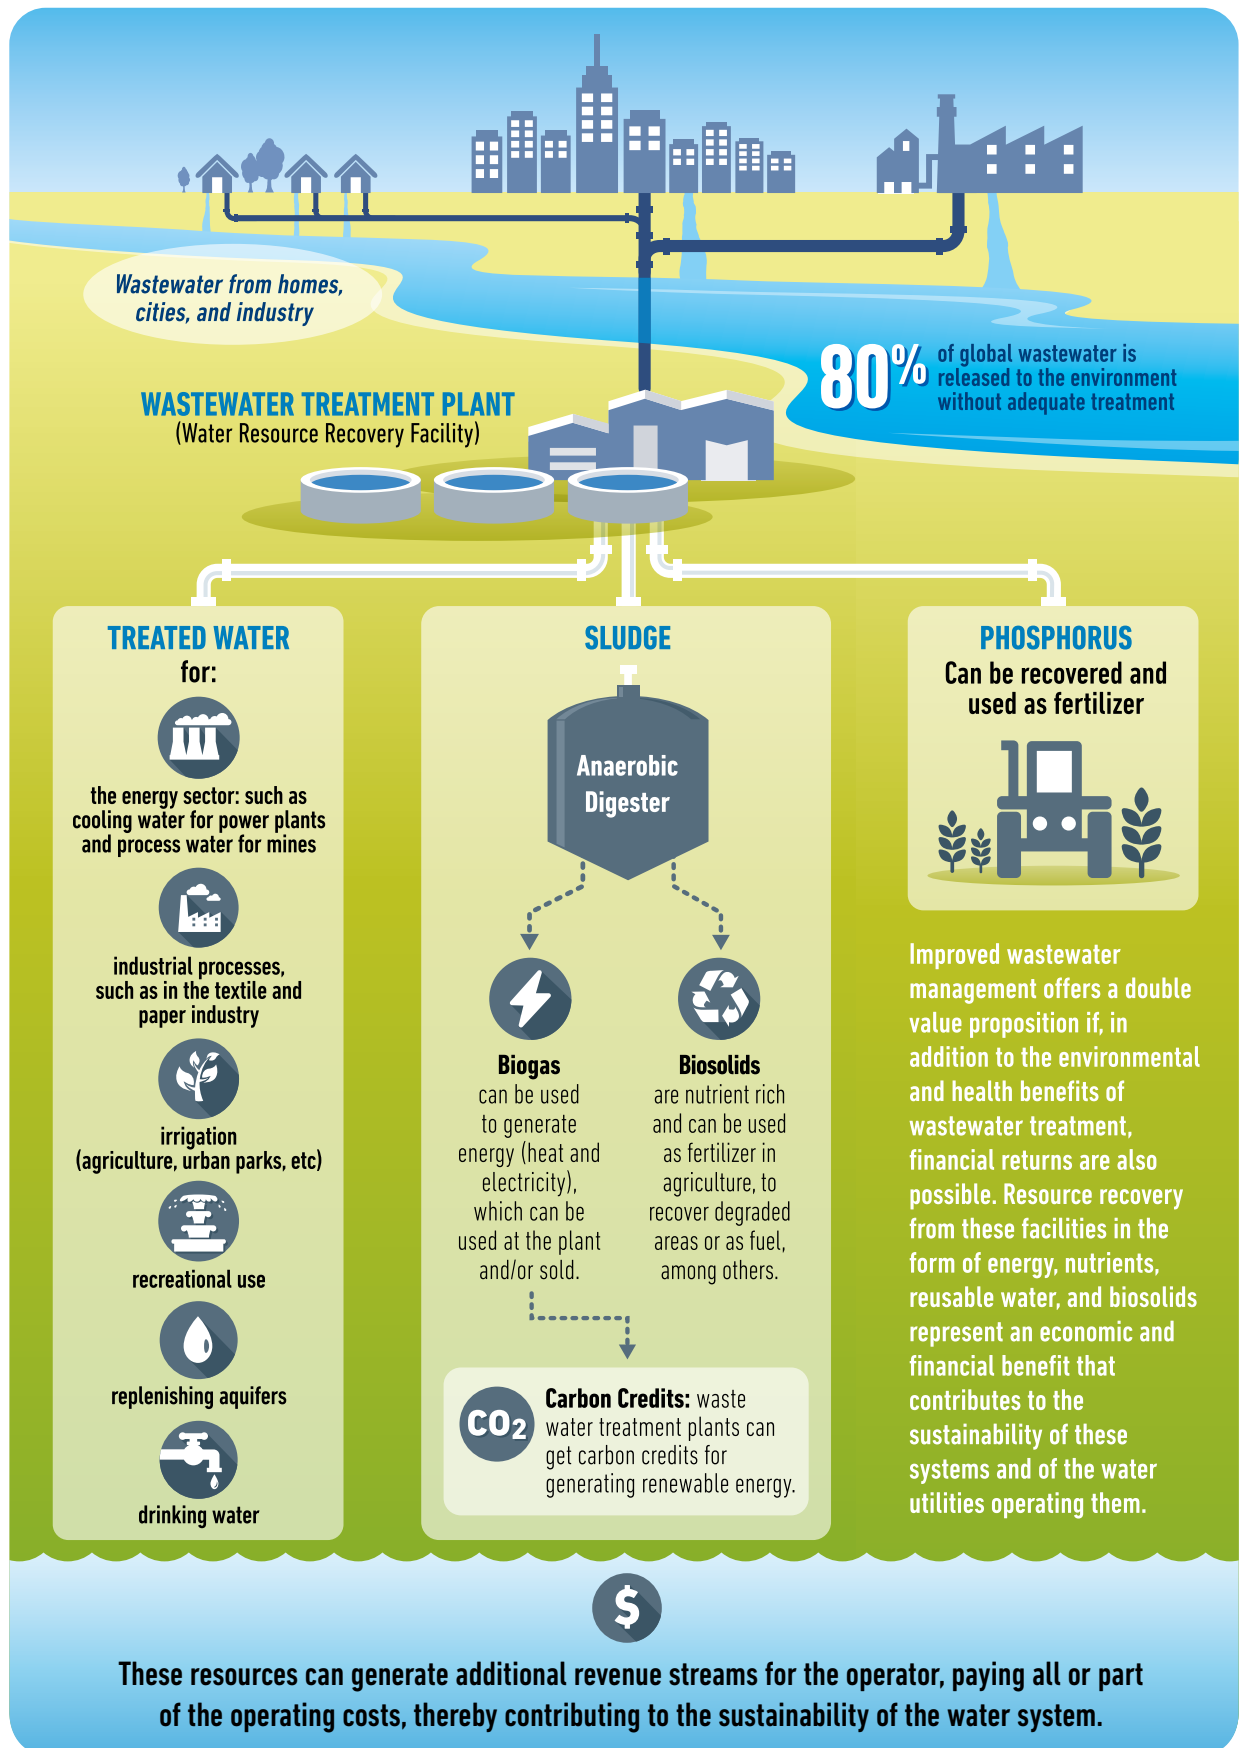 Wastewater from homes,
cities, and industry
80%
of global wastewater is
released to the environment
without adequate treatment
WASTEWATER TREATMENT PLANT
(Water Resource Recovery Facility)
TREATED WATER
for:
the energy sector: such as
cooling water for power plants
and process water for mines
industrial processes,
such as in the textile and
paper industry
irrigation
(agriculture, urban parks, etc)
recreational use
replenishing aquifers
drinking water
SLUDGE
Anaerobic
Digester
Biogas
can be used
to generate
energy (heat and
electricity),
which can be
used at the plant
and/or sold.
Biosolids
are nutrient rich
and can be used
as fertilizer in
agriculture, to
recover degraded
areas or as fuel,
among others.
CO2
Carbon Credits: waste
water treatment plants can
get carbon credits for
generating renewable energy.
PHOSPHORUS
Can be recovered and
used as fertilizer
Improved wastewater
management offers a double
value proposition if, in
addition to the environmental
and health benefits of
wastewater treatment,
financial returns are also
possible. Resource recovery
from these facilities in the
form of energy, nutrients,
reusable water, and biosolids
represent an economic and
financial benefit that
contributes to the
sustainability of these
systems and of the water
utilities operating them.
$
These resources can generate additional revenue streams for the operator, paying all or part
of the operating costs, thereby contributing to the sustainability of the water system.